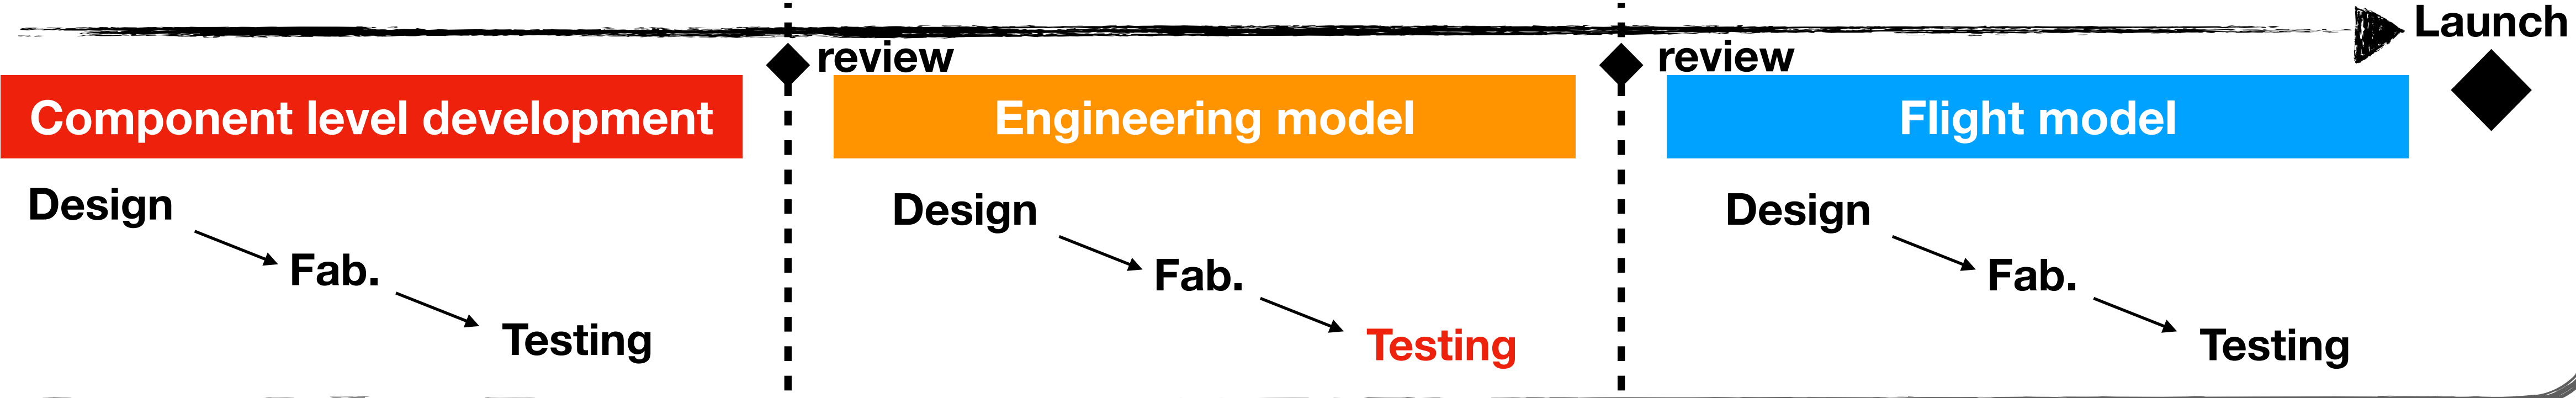 Launch
review
review
Component level development
Engineering model
Flight model
Design
Fab.
Testing
Design
Fab.
Testing
Design
Fab.
Testing